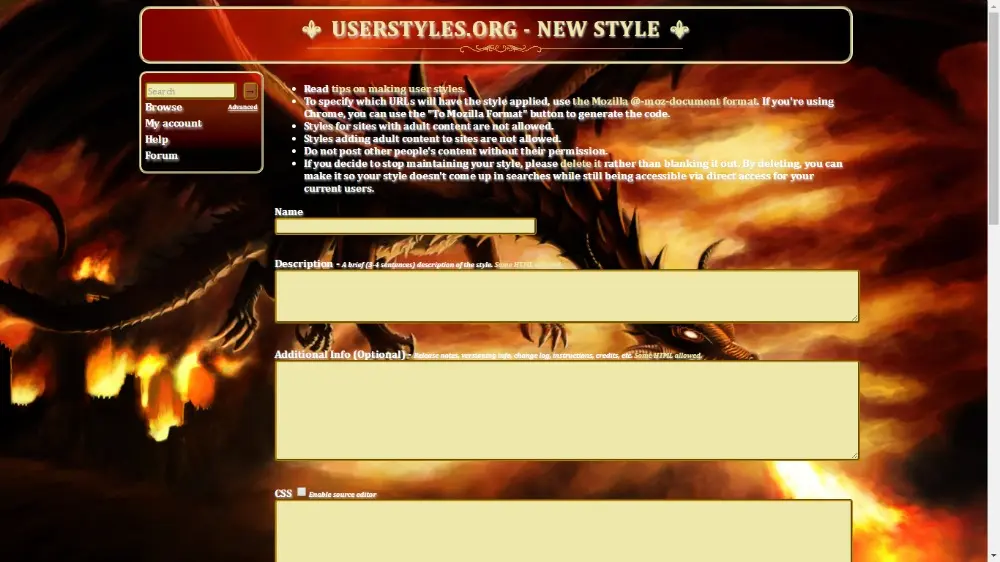 USERSTYLES.ORG - NEW STYLE
Search
→
Browse
Advanced
My account
Help
Forum
Read tips on making user styles.
To specify which URLs will have the style applied, use the Mozilla @-moz-document format. If you're using
Chrome, you can use the "To Mozilla Format" button to generate the code.
Styles for sites with adult content are not allowed.
Styles adding adult content to sites are not allowed.
Do not post other people's content without their permission.
If you decide to stop maintaining your style, please delete it rather than blanking it out. By deleting, you can
make it so your style doesn't come up in searches while still being accessible via direct access for your
current users.
Name
Description - A brief (3-4 sentences) description of the style. Some HTML allowed.
Additional Info (Optional) - Release notes, versioning info, change log, instructions, credits, etc. Some HTML allowed.
CSS Enable source editor